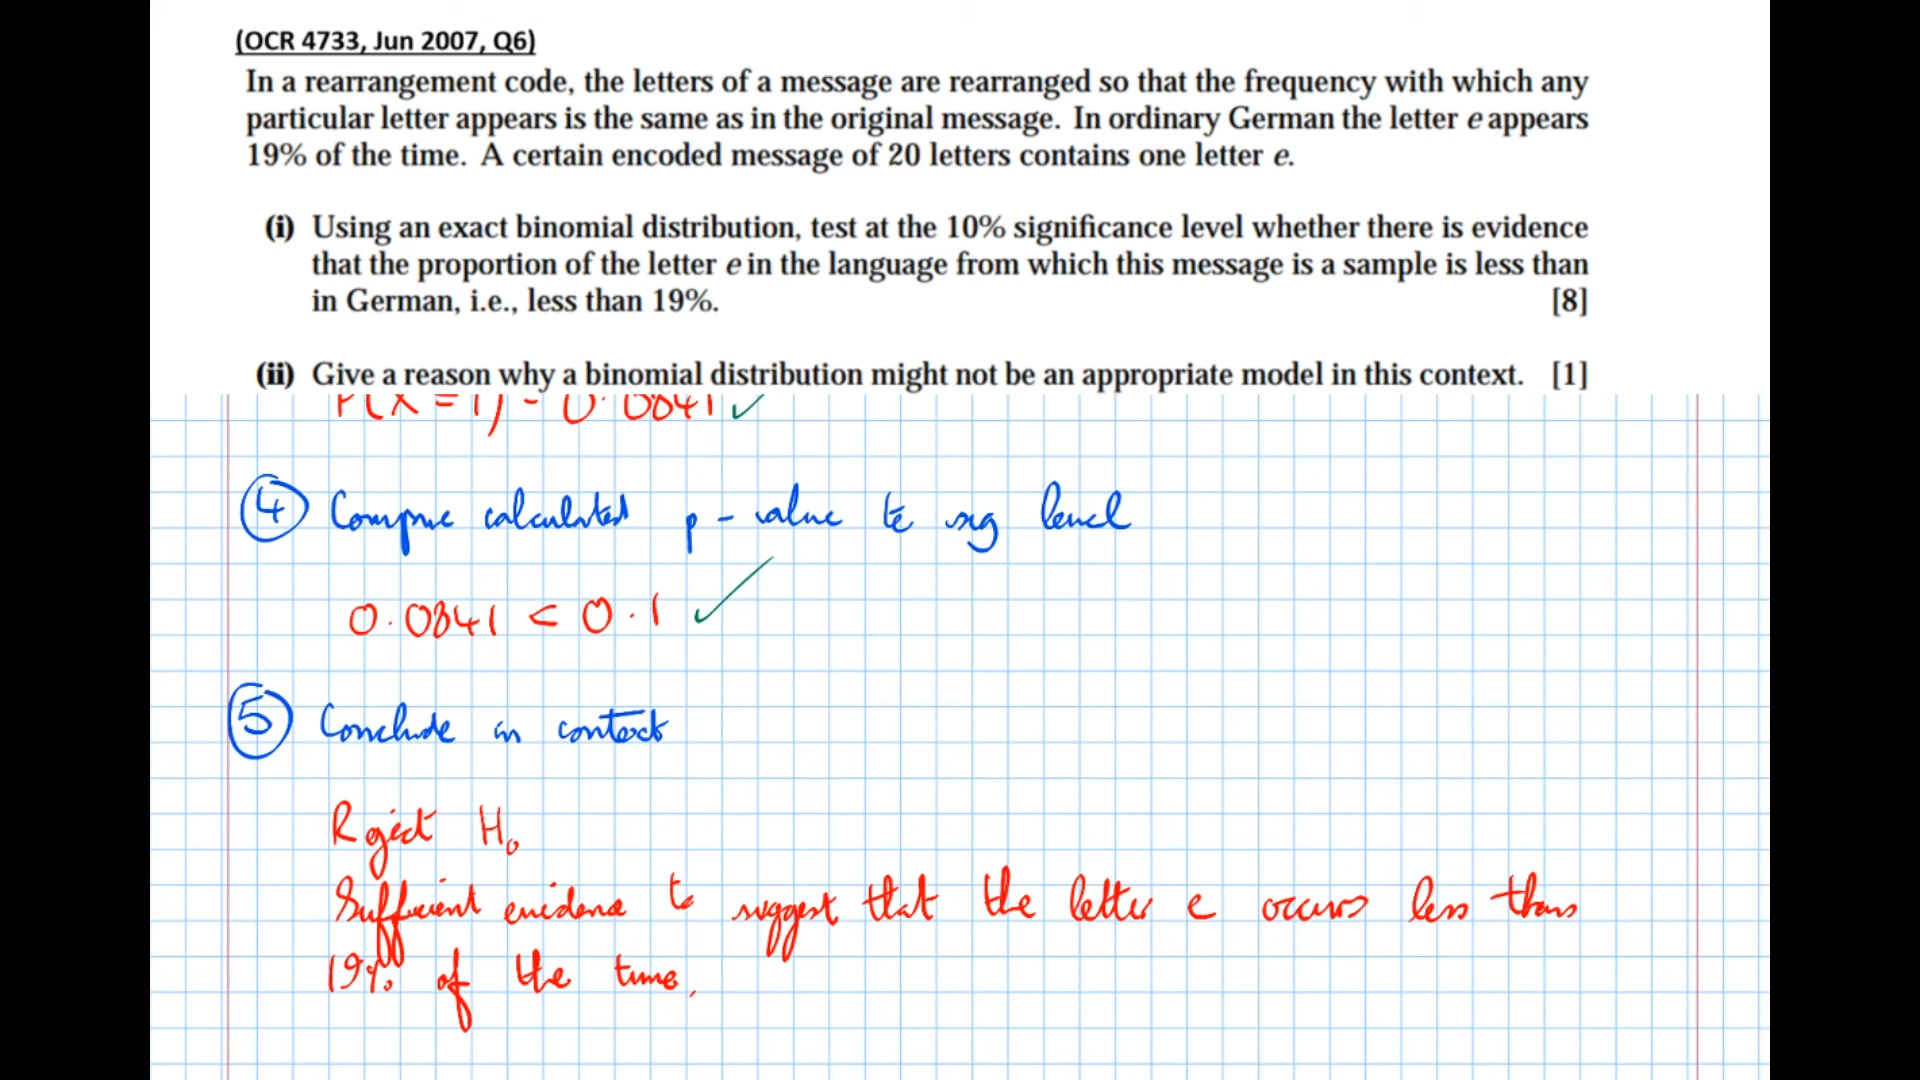 (OCR 4733, Jun 2007, Q6)
In a rearrangement code, the letters of a message are rearranged so that the frequency with which any
particular letter appears is the same as in the original message. In ordinary German the letter e appears
19% of the time. A certain encoded message of 20 letters contains one letter e.
(i) Using an exact binomial distribution, test at the 10% significance level whether there is evidence
that the proportion of the letter e in the language from which this message is a sample is less than
in German, i.e., less than 19%. [8]
(ii) Give a reason why a binomial distribution might not be an appropriate model in this context. [1]
= 0.0841 ✓
④ Compare calculated p-value to sig level
0.0841 < 0.1 ✓
⑤ Conclude in context
Reject H₀
Sufficient evidence to suggest that the letter e occurs less than
19% of the time.